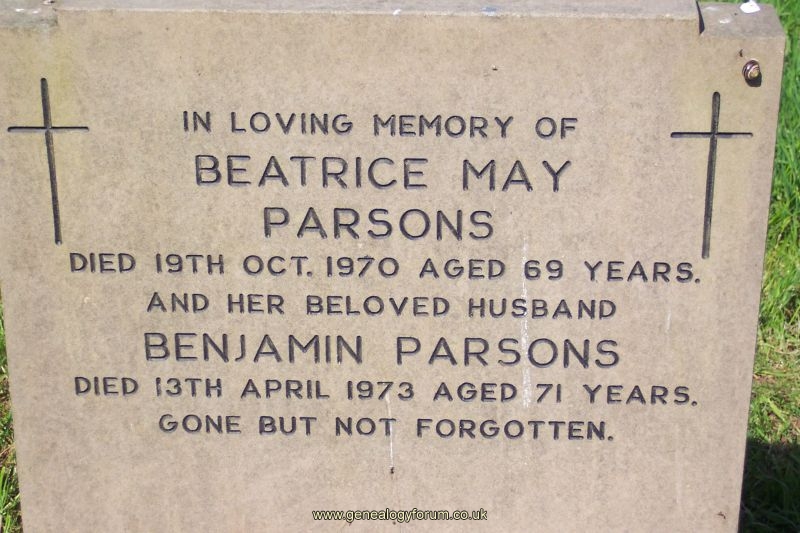 IN LOVING MEMORY OF
BEATRICE MAY
PARSONS
DIED 19TH OCT. 1970 AGED 69 YEARS.
AND HER BELOVED HUSBAND
BENJAMIN PARSONS
DIED 13TH APRIL 1973 AGED 71 YEARS.
GONE BUT NOT FORGOTTEN.
www.genealogyforum.co.uk